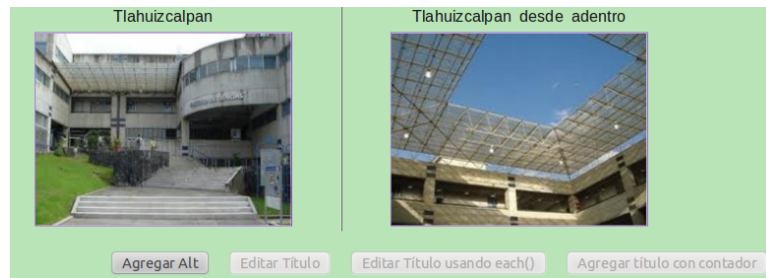 Tlahuizcalpan
Tlahuizcalpan desde adentro
Agregar Alt
Editar Título
Editar Título usando each()
Agregar título con contador